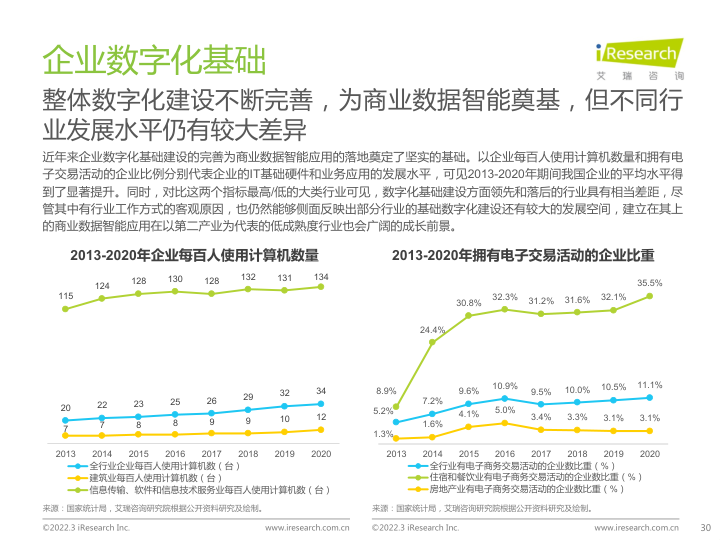 企业数字化基础
iResearch
艾 瑞 咨 询
整体数字化建设不断完善，为商业数据智能奠基，但不同行
业发展水平仍有较大差异
近年来企业数字化基础建设的完善为商业数据智能应用的落地奠定了坚实的基础。以企业每百人使用计算机数量和拥有电
子交易活动的企业比例分别代表企业的IT基础硬件和业务应用的发展水平，可见2013-2020年期间我国企业的平均水平得
到了显著提升。同时，对比这两个指标最高/低的大类行业可见，数字化基础建设方面领先和落后的行业具有相当差距，尽
管其中有行业工作方式的客观原因，也仍然能够侧面反映出部分行业的基础数字化建设还有较大的发展空间，建立在其上
的商业数据智能应用在以第二产业为代表的低成熟度行业也会广阔的成长前景。
2013-2020年企业每百人使用计算机数量
115 124 128 130 128 132 131 134
20 22 23 25 26 29 32 34
7 7 8 8 9 9 10 12
2013 2014 2015 2016 2017 2018 2019 2020
全行业企业每百人使用计算机数（台）
建筑业每百人使用计算机数（台）
信息传输、软件和信息技术服务业每百人使用计算机数（台）
来源：国家统计局，艾瑞咨询研究院根据公开资料研究及绘制。
2013-2020年拥有电子交易活动的企业比重
8.9% 24.4% 30.8% 32.3% 31.2% 31.6% 32.1% 35.5%
5.2% 7.2% 9.6% 10.9% 9.5% 10.0% 10.5% 11.1%
1.3% 1.6% 4.1% 5.0% 3.4% 3.3% 3.1% 3.1%
2013 2014 2015 2016 2017 2018 2019 2020
全行业有电子商务交易活动的企业数比重（%）
住宿和餐饮业有电子商务交易活动的企业数比重（%）
房地产业有电子商务交易活动的企业数比重（%）
来源：国家统计局，艾瑞咨询研究院根据公开资料研究及绘制。
©2022.3 iResearch Inc. www.iresearch.com.cn
©2022.3 iResearch Inc. www.iresearch.com.cn
30